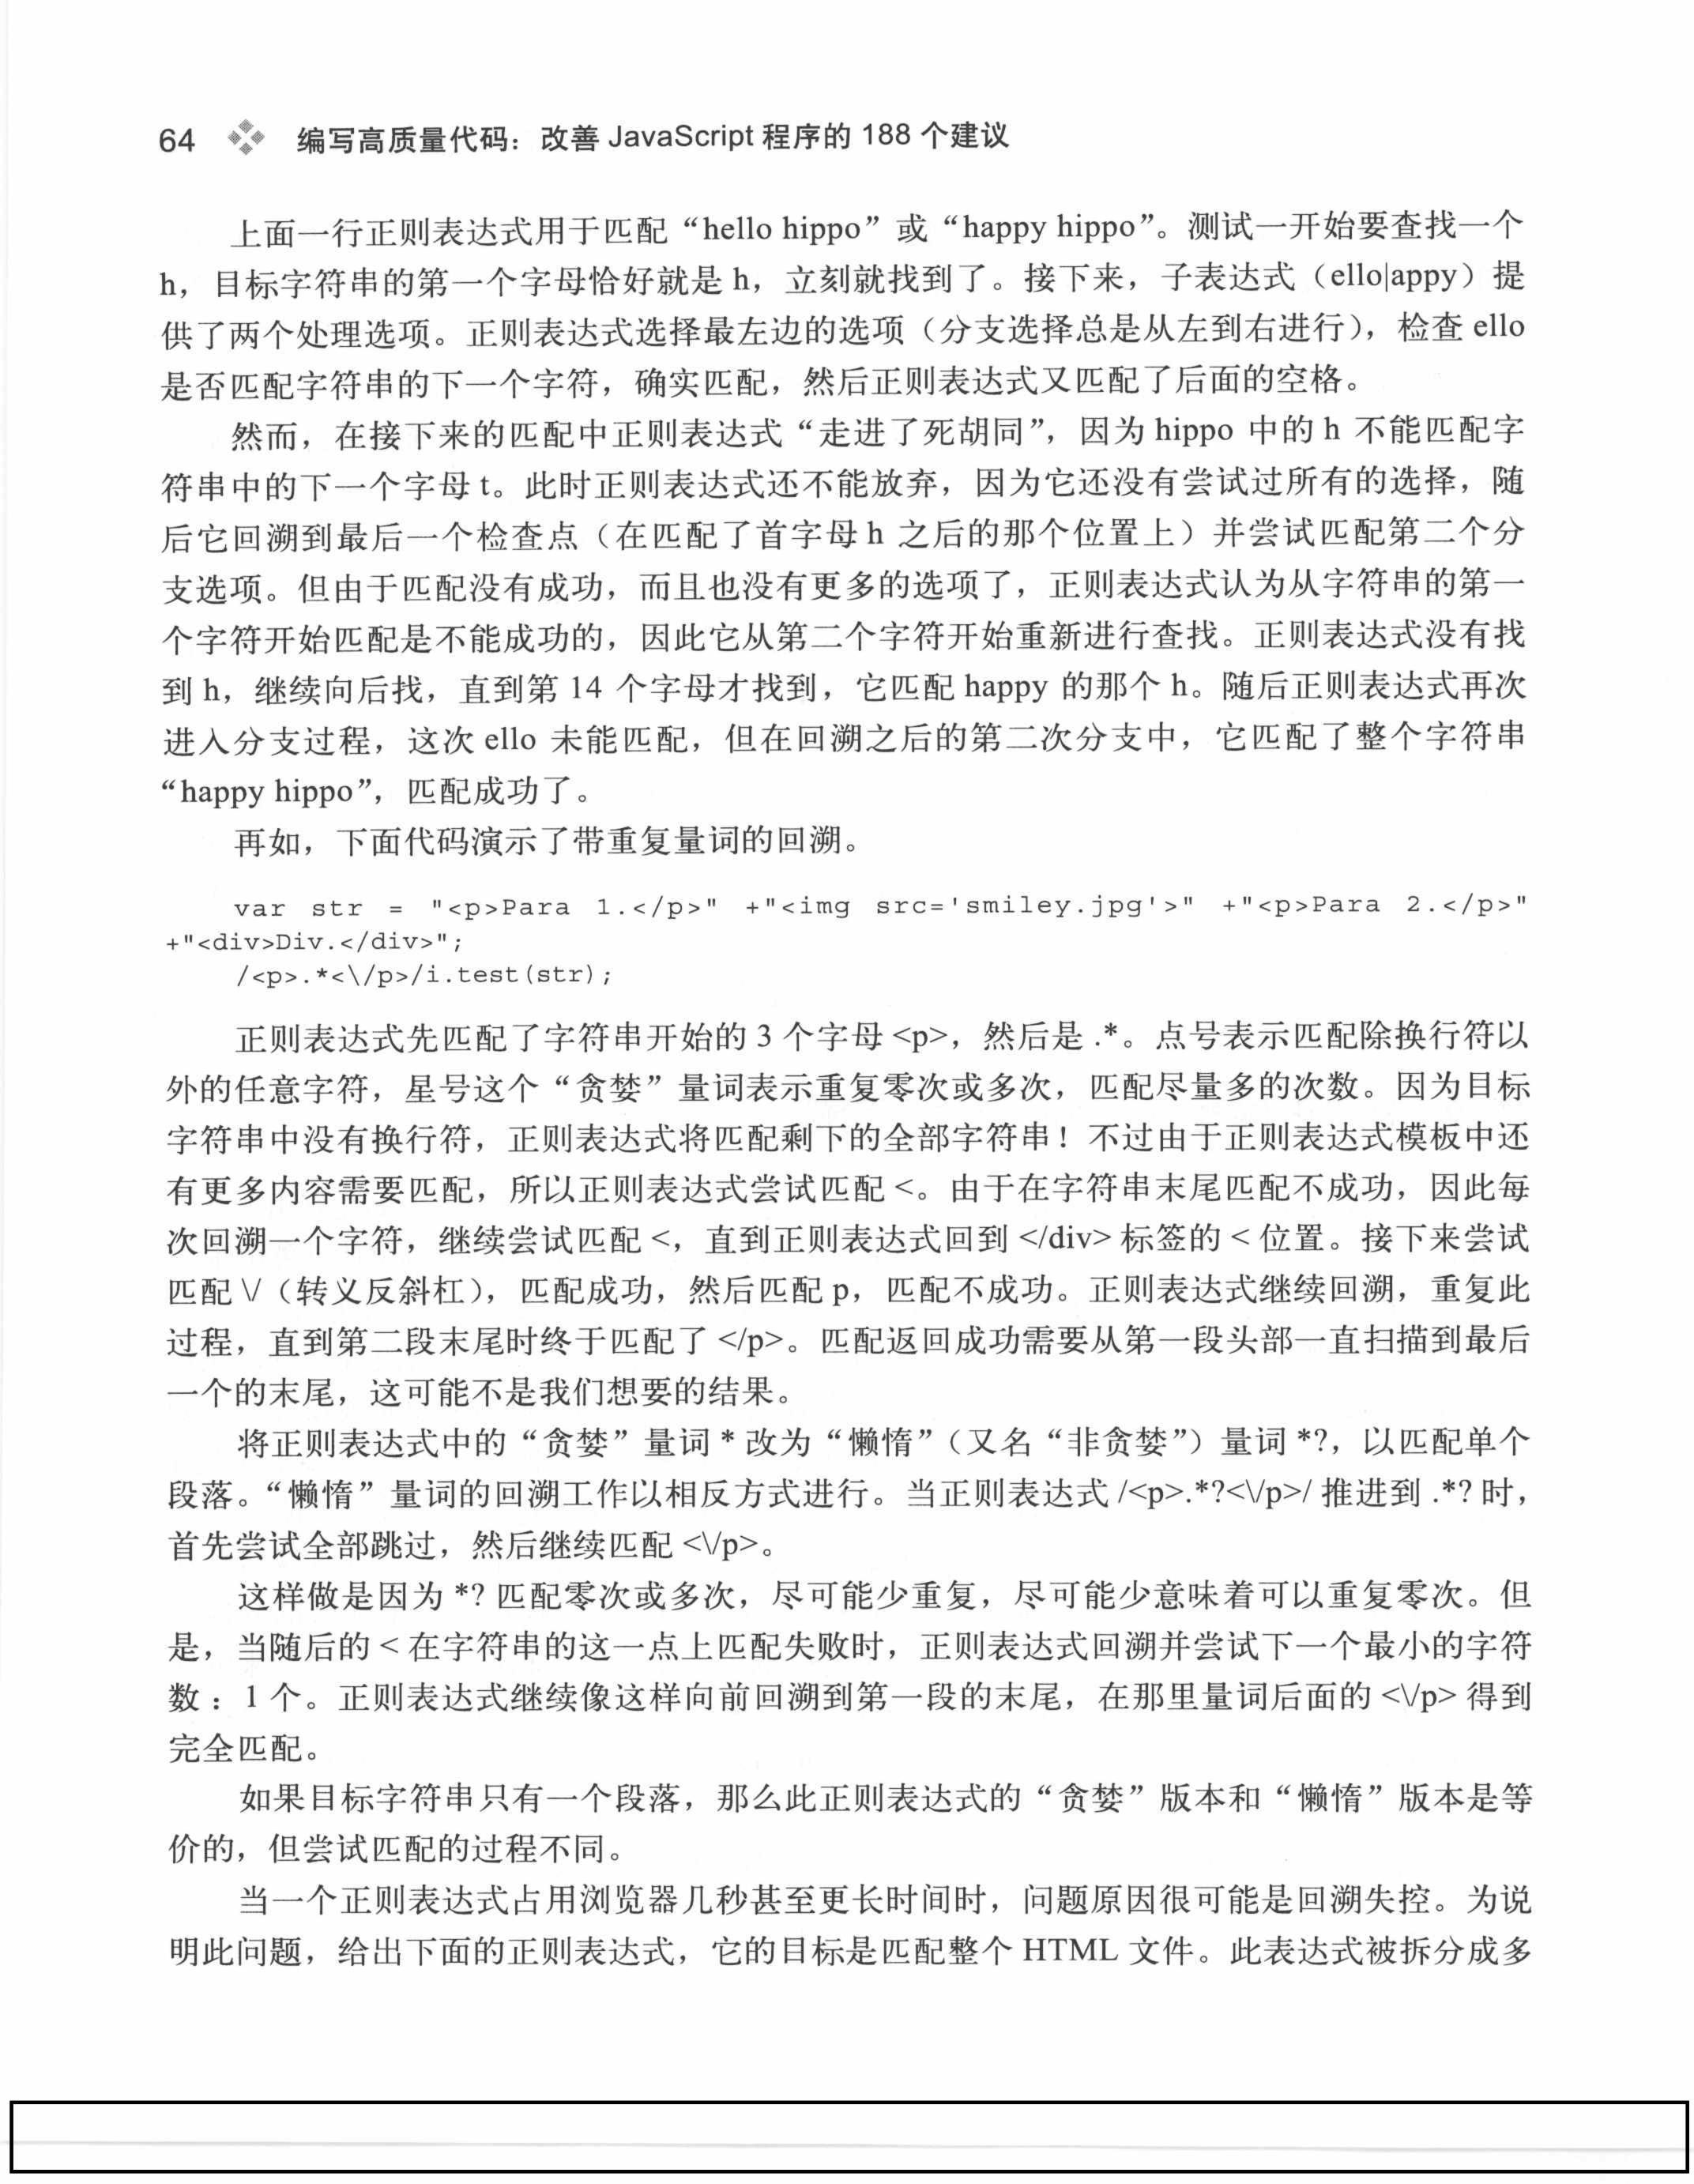 64 编写高质量代码：改善 JavaScript 程序的 188 个建议
上面一行正则表达式用于匹配“hello hippo”或“happy hippo”。测试一开始要查找一个
h，目标字符串的第一个字母恰好就是 h，立刻就找到了。接下来，子表达式（ello|appy）提
供了两个处理选项。正则表达式选择最左边的选项（分支选择总是从左到右进行），检查 ello
是否匹配字符串的下一个字符，确实匹配，然后正则表达式又匹配了后面的空格。
然而，在接下来的匹配中正则表达式“走进了死胡同”，因为 hippo 中的 h 不能匹配字
符串中的下一个字母 t。此时正则表达式还不能放弃，因为它还没有尝试过所有的选择，随
后它回溯到最后一个检查点（在匹配了首字母 h 之后的那个位置上）并尝试匹配第二个分
支选项。但由于匹配没有成功，而且也没有更多的选项了，正则表达式认为从字符串的第一
个字符开始匹配是不能成功的，因此它从第二个字符开始重新进行查找。正则表达式没有找
到 h，继续向后找，直到第 14 个字母才找到，它匹配 happy 的那个 h。随后正则表达式再次
进入分支过程，这次 ello 未能匹配，但在回溯之后的第二次分支中，它匹配了整个字符串
“happy hippo”，匹配成功了。
再如，下面代码演示了带重复量词的回溯。
var str = "<p>Para 1.</p>" +"<img src='smiley.jpg'>" +"<p>Para 2.</p>"
+"<div>Div.</div>";
/<p>.*<\/p>/i.test(str);
正则表达式先匹配了字符串开始的 3 个字母 <p>，然后是 .*。点号表示匹配除换行符以
外的任意字符，星号这个“贪婪”量词表示重复零次或多次，匹配尽量多的次数。因为目标
字符串中没有换行符，正则表达式将匹配剩下的全部字符串！不过由于正则表达式模板中还
有更多内容需要匹配，所以正则表达式尝试匹配 <。由于在字符串末尾匹配不成功，因此每
次回溯一个字符，继续尝试匹配 <，直到正则表达式回到 </div> 标签的 < 位置。接下来尝试
匹配 \/（转义反斜杠），匹配成功，然后匹配 p，匹配不成功。正则表达式继续回溯，重复此
过程，直到第二段末尾时终于匹配了 </p>。匹配返回成功需要从第一段头部一直扫描到最后
一个的末尾，这可能不是我们想要的结果。
将正则表达式中的“贪婪”量词 * 改为“懒惰”（又名“非贪婪”）量词 *?，以匹配单个
段落。“懒惰”量词的回溯工作以相反方式进行。当正则表达式 /<p>.*?<\/p>/ 推进到 .*? 时，
首先尝试全部跳过，然后继续匹配 <\/p>。
这样做是因为 *? 匹配零次或多次，尽可能少重复，尽可能少意味着可以重复零次。但
是，当随后的 < 在字符串的这一点上匹配失败时，正则表达式回溯并尝试下一个最小的字符
数：1 个。正则表达式继续像这样向前回溯到第一段的末尾，在那里量词后面的 <\/p> 得到
完全匹配。
如果目标字符串只有一个段落，那么此正则表达式的“贪婪”版本和“懒惰”版本是等
价的，但尝试匹配的过程不同。
当一个正则表达式占用浏览器几秒甚至更长时间时，问题原因很可能是回溯失控。为说
明此问题，给出下面的正则表达式，它的目标是匹配整个 HTML 文件。此表达式被拆分成多